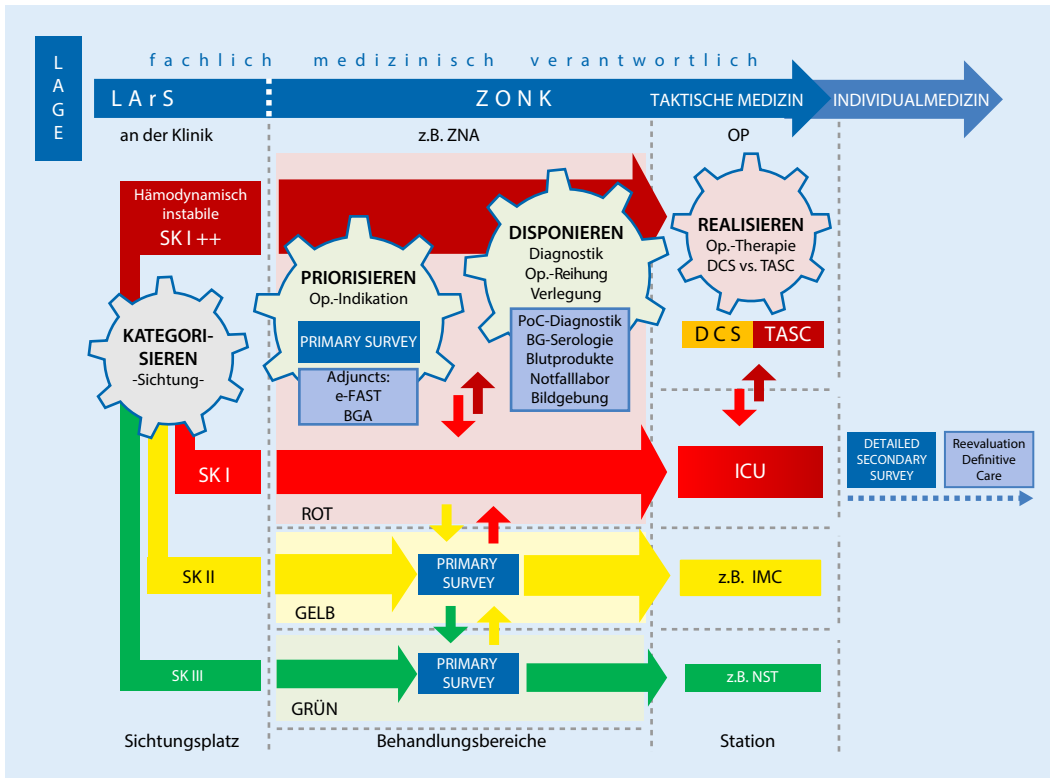 LAGE
fachlich medizinisch verantwortlich
LArS
ZONK
TAKTISCHE MEDIZIN
INDIVIDUALMEDIZIN
an der Klinik
z.B. ZNA
OP
Hämodynamisch
instabile
SK I ++
KATEGORI-
SIEREN
-Sichtung-
PRIORISIEREN
Op.-Indikation
PRIMARY SURVEY
Adjuncts:
e-FAST
BGA
DISPONIEREN
Diagnostik
Op.-Reihung
Verlegung
PoC-Diagnostik
BG-Serologie
Blutprodukte
Notfalllabor
Bildgebung
REALISIEREN
Op.-Therapie
DCS vs. TASC
DCS
TASC
SK I
ROT
ICU
DETAILED
SECONDARY
SURVEY
Reevaluation
Definitive
Care
SK II
PRIMARY
SURVEY
GELB
z.B. IMC
SK III
PRIMARY
SURVEY
GRÜN
z.B. NST
Sichtungsplatz
Behandlungsbereiche
Station